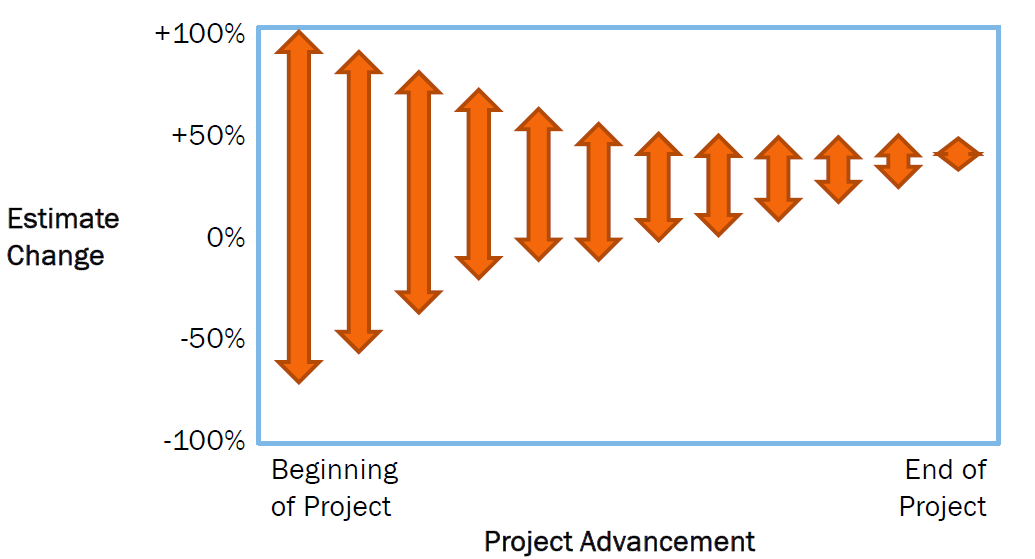 +100%
+50%
Estimate
Change
0%
-50%
-100%
Beginning
of Project
End of
Project
Project Advancement